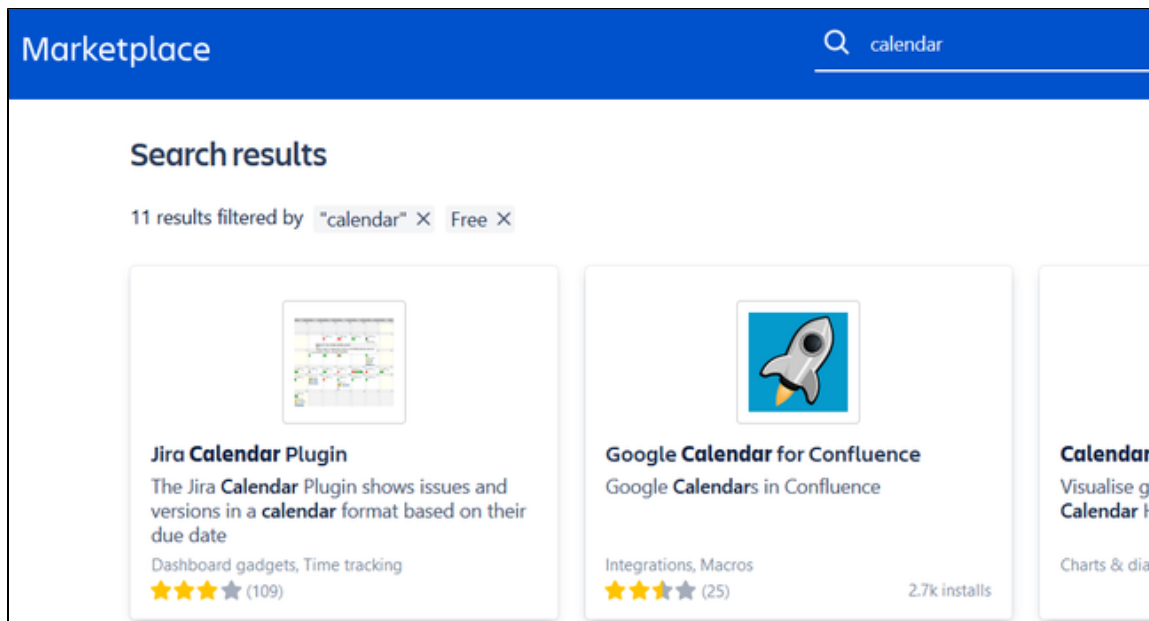 Marketplace
calendar
Search results
11 results filtered by "calendar" × Free ×
Jira Calendar Plugin
The Jira Calendar Plugin shows issues and
versions in a calendar format based on their
due date
Dashboard gadgets, Time tracking
(109)
Google Calendar for Confluence
Google Calendars in Confluence
Integrations, Macros
(25) 2.7k installs
Calendar
Visualise g
Calendar H
Charts & dia